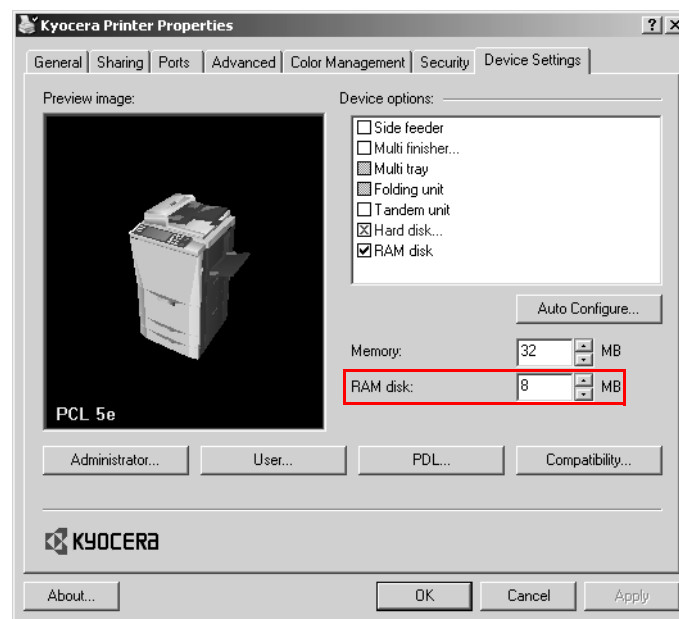 Kyocera Printer Properties
? X
General Sharing Ports Advanced Color Management Security Device Settings
Preview image:
PCL 5e
Device options:
Side feeder
Multi finisher...
Multi tray
Folding unit
Tandem unit
Hard disk...
RAM disk
Auto Configure...
Memory: 32 MB
RAM disk: 8 MB
Administrator... User... PDL... Compatibility...
KYOCERA
About... OK Cancel Apply